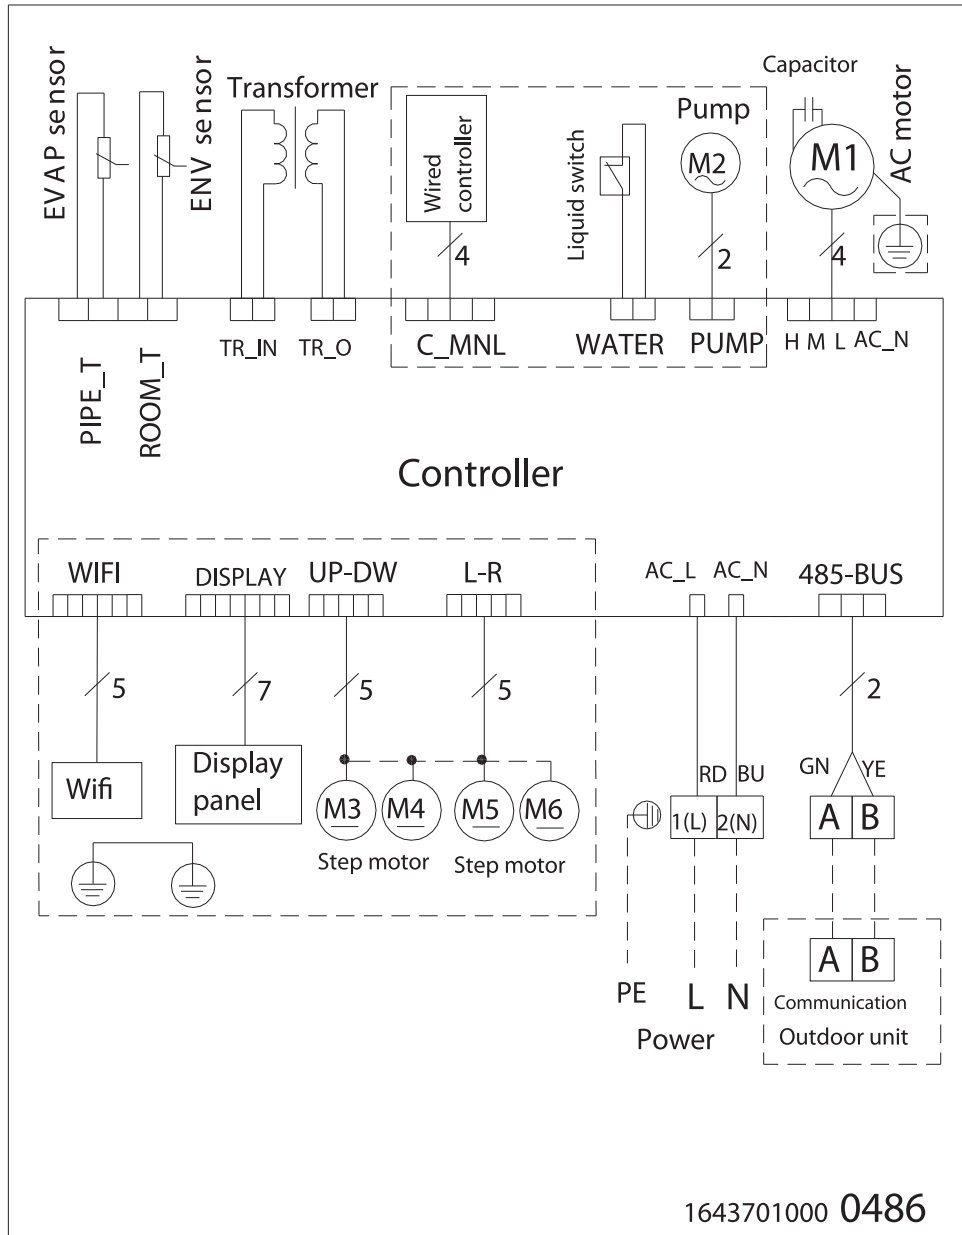 EVAP sensor
ENV sensor
Transformer
Wired
controller
Liquid switch
Pump
Capacitor
AC motor
M2
M1
4
2
4
TR_IN
TR_O
C_MNL
WATER
PUMP
H M L AC_N
PIPE_T
ROOM_T
Controller
WIFI
DISPLAY
UP-DW
L-R
AC_L
AC_N
485-BUS
5
7
5
5
2
Wifi
Display
panel
M3
M4
M5
M6
Step motor
Step motor
RD
BU
GN
YE
1(L)
2(N)
A
B
A
B
PE
L
N
Power
Communication
Outdoor unit
1643701000 0486